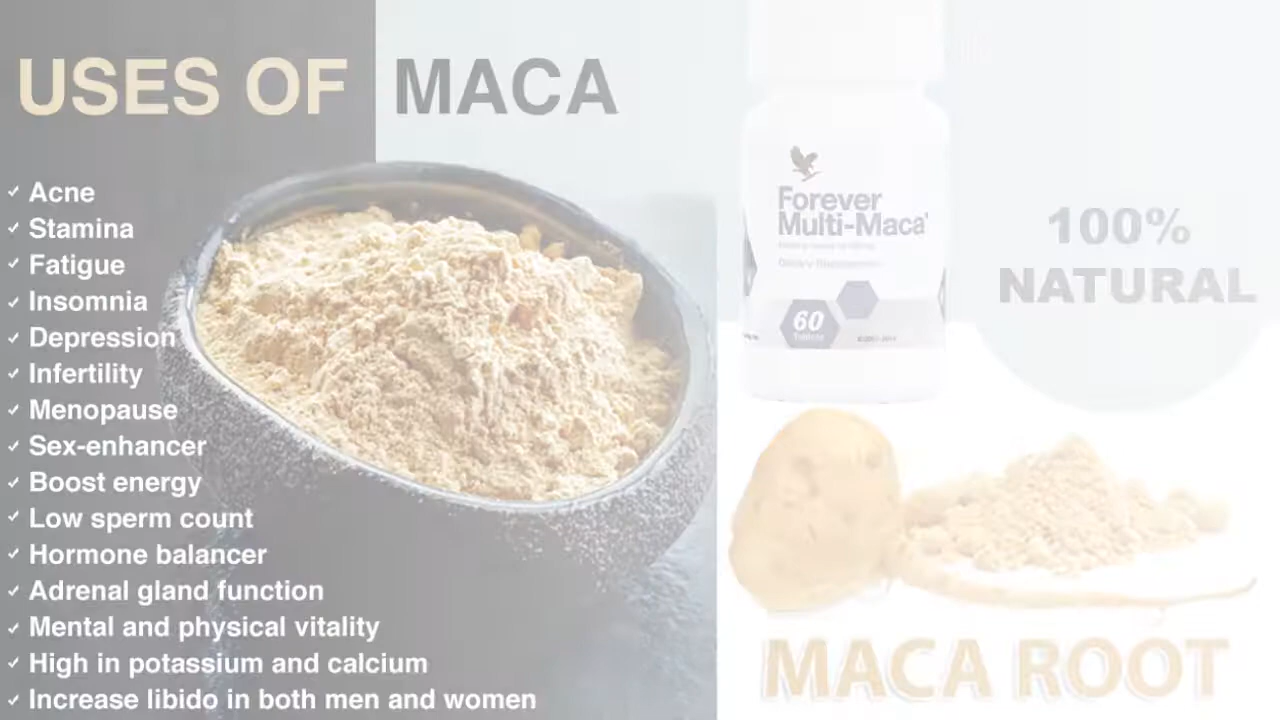 USES OF MACA
Acne
Stamina
Fatigue
Insomnia
Depression
Infertility
Menopause
Sex-enhancer
Boost energy
Low sperm count
Hormone balancer
Adrenal gland function
Mental and physical vitality
High in potassium and calcium
Increase libido in both men and women
Forever
Multi-Maca
60
Tablets
100%
NATURAL
MACA ROOT